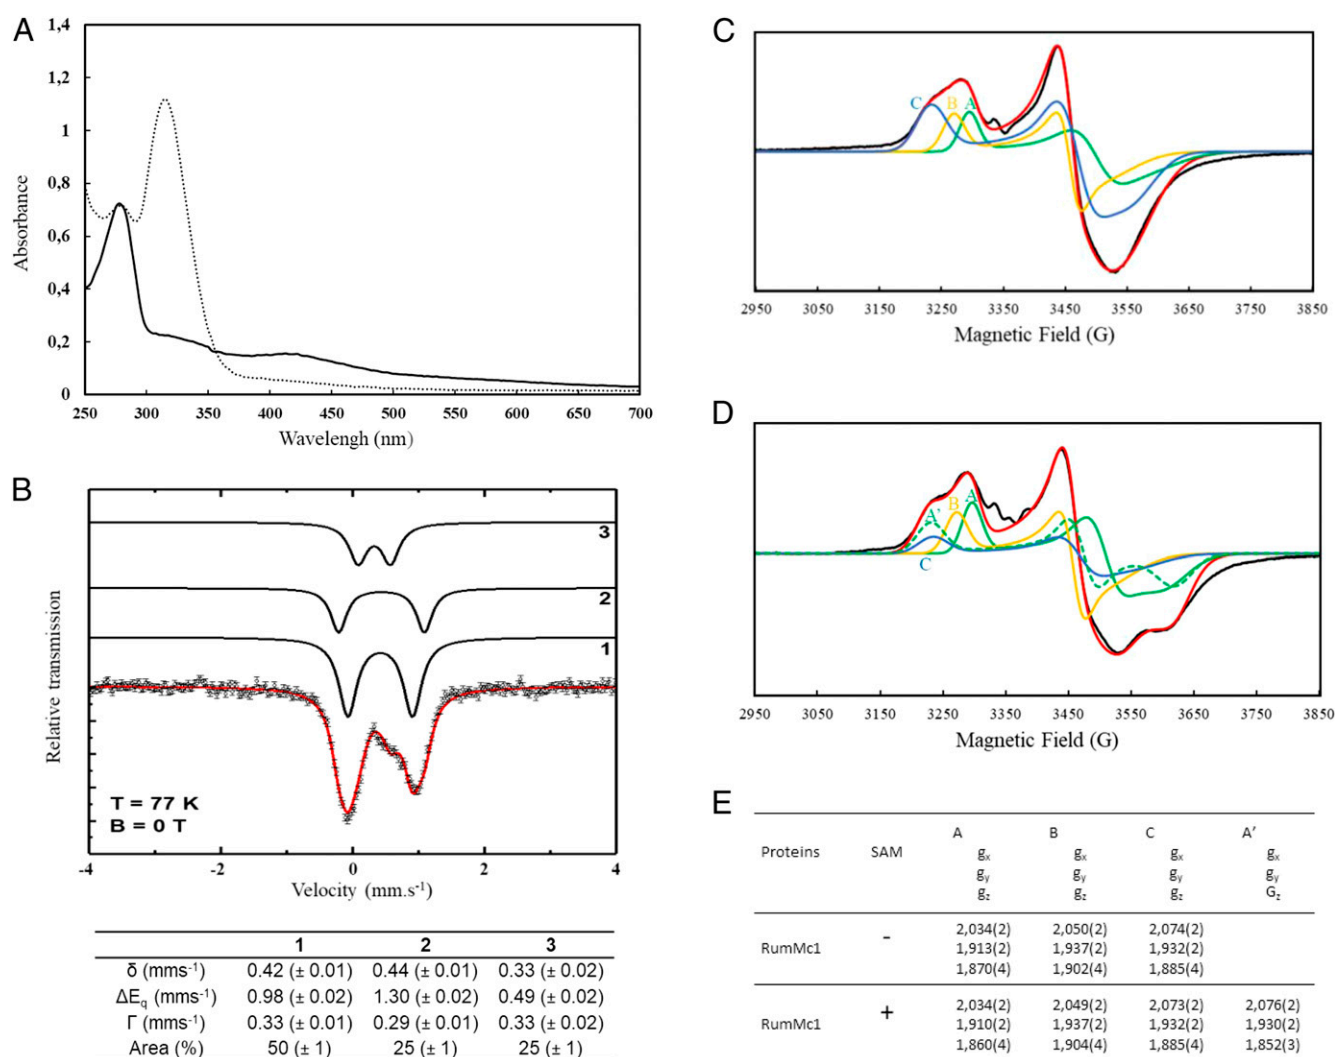 A
1,4
1,2
1
0,8
0,6
0,4
0,2
0
Absorbance
250 300 350 400 450 500 550 600 650 700
Wavelengh (nm)
B
Relative transmission
3
2
1
T = 77 K
B = 0 T
-4 -2 0 2 4
Velocity (mm.s-1)
1 2 3
δ (mms-1) 0.42 (± 0.01) 0.44 (± 0.01) 0.33 (± 0.02)
ΔEq (mms-1) 0.98 (± 0.02) 1.30 (± 0.02) 0.49 (± 0.02)
Γ (mms-1) 0.33 (± 0.01) 0.29 (± 0.01) 0.33 (± 0.02)
Area (%) 50 (± 1) 25 (± 1) 25 (± 1)
C
C B A
2950 3050 3150 3250 3350 3450 3550 3650 3750 3850
Magnetic Field (G)
D
A' B A
C
2950 3050 3150 3250 3350 3450 3550 3650 3750 3850
Magnetic Field (G)
E
A B C A'
Proteins SAM
gx gx gx gx
gy gy gy gy
gz gz gz Gz
RumMc1 -
2,034(2) 2,050(2) 2,074(2)
1,913(2) 1,937(2) 1,932(2)
1,870(4) 1,902(4) 1,885(4)
RumMc1 +
2,034(2) 2,049(2) 2,073(2) 2,076(2)
1,910(2) 1,937(2) 1,932(2) 1,930(2)
1,860(4) 1,904(4) 1,885(4) 1,852(3)